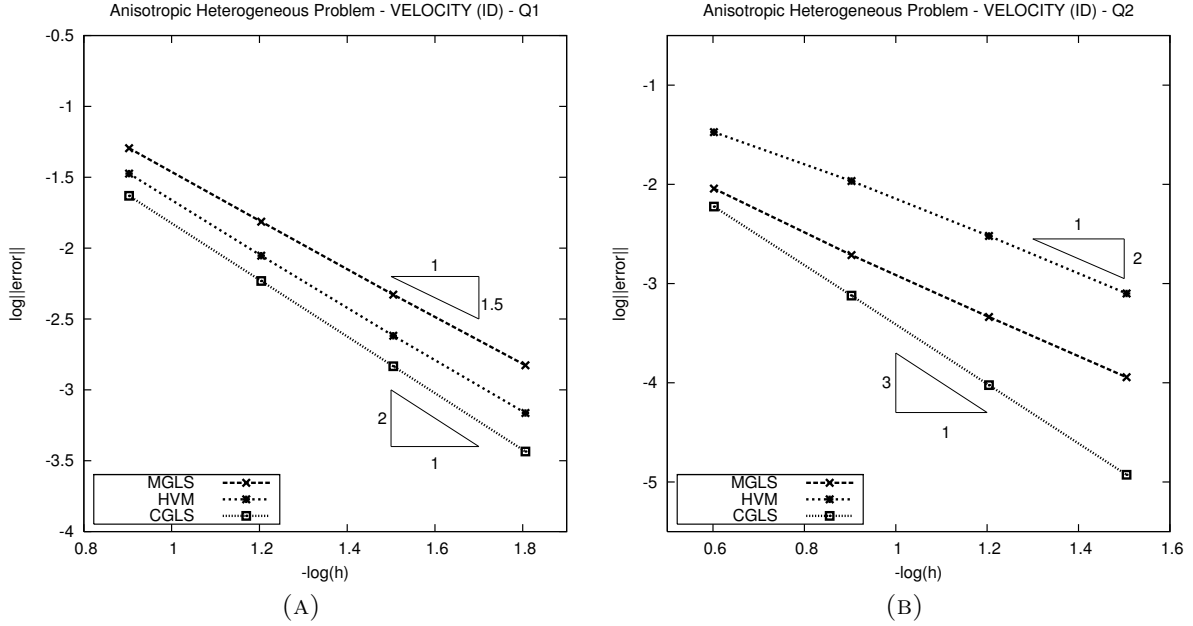 Anisotropic Heterogeneous Problem - VELOCITY (ID) - Q1
-0.5
-1
-1.5
-2
-2.5
-3
-3.5
-4
log||error||
1
1.5
2
1
MGLS
HVM
CGLS
0.8
1
1.2
1.4
1.6
1.8
-log(h)
(A)
Anisotropic Heterogeneous Problem - VELOCITY (ID) - Q2
-1
-2
-3
-4
-5
log||error||
1
2
3
1
MGLS
HVM
CGLS
0.6
0.8
1
1.2
1.4
1.6
-log(h)
(B)